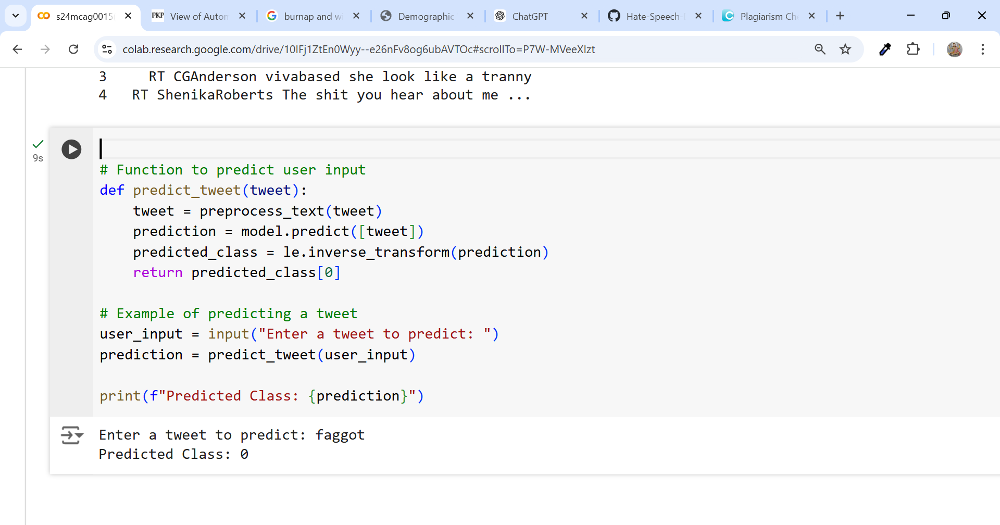 s24mcag0015
View of Autom
burnap and wi
Demographic
ChatGPT
Hate-Speech-
Plagiarism Ch
colab.research.google.com/drive/10IFj1ZtEn0Wyy--e26nFv8og6ubAVTOc#scrollTo=P7W-MVeeXIzt
3 RT CGAnderson vivabased she look like a tranny
4 RT ShenikaRoberts The shit you hear about me ...
9s
# Function to predict user input
def predict_tweet(tweet):
    tweet = preprocess_text(tweet)
    prediction = model.predict([tweet])
    predicted_class = le.inverse_transform(prediction)
    return predicted_class[0]
# Example of predicting a tweet
user_input = input("Enter a tweet to predict: ")
prediction = predict_tweet(user_input)
print(f"Predicted Class: {prediction}")
Enter a tweet to predict: faggot
Predicted Class: 0